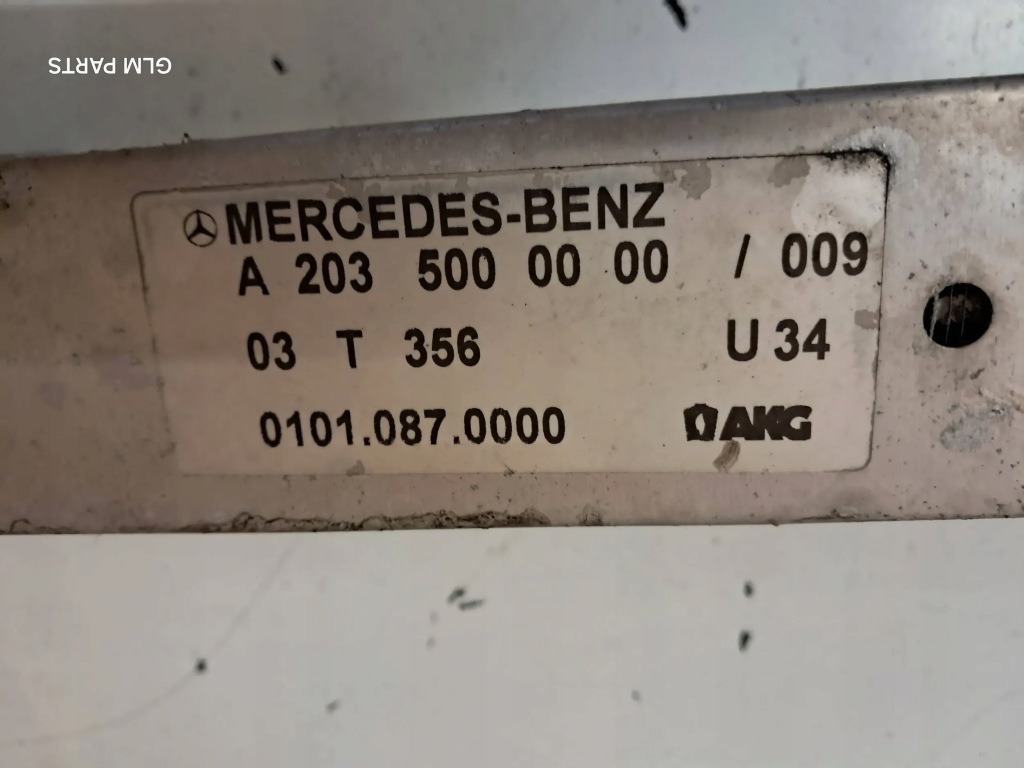 GLM PARTS
MERCEDES-BENZ
A 203 500 00 00 / 009
03 T 356 U 34
0101.087.0000 AKG